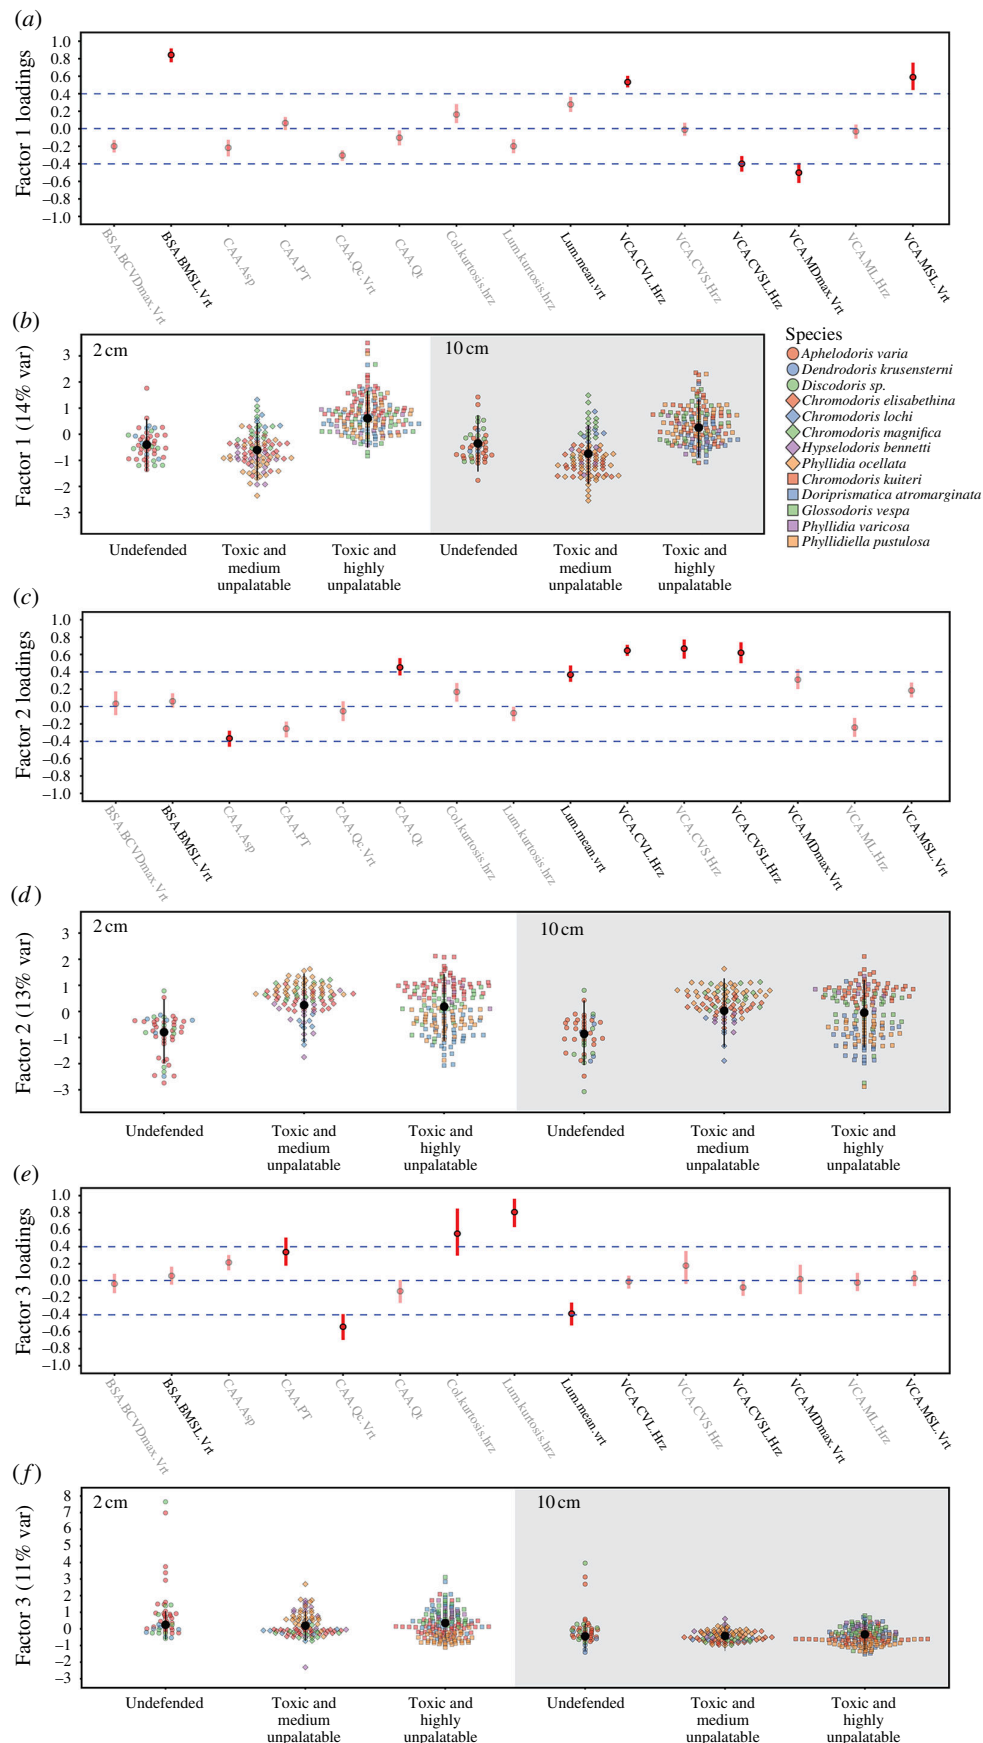 (a)
Factor 1 loadings
1.0
0.8
0.6
0.4
0.2
0.0
–0.2
–0.4
–0.6
–0.8
–1.0
BSA.BCVDmax.Vrt
BSA.BMSL.Vrt
CAA.Asp
CAA.PT
CAA.Qc.Vrt
CAA.Qt
Col.kurtosis.hrz
Lum.kurtosis.hrz
Lum.mean.vrt
VCA.CVL.Hrz
VCA.CVS.Hrz
VCA.CVSL.Hrz
VCA.MDmax.Vrt
VCA.ML.Hrz
VCA.MSL.Vrt
(b)
Factor 1 (14% var)
3
2
1
0
–1
–2
–3
2 cm
10 cm
Undefended
Toxic and
medium
unpalatable
Toxic and
highly
unpalatable
Undefended
Toxic and
medium
unpalatable
Toxic and
highly
unpalatable
Species
Aphelodoris varia
Dendrodoris krusensterni
Discodoris sp.
Chromodoris elisabethina
Chromodoris lochi
Chromodoris magnifica
Hypselodoris bennetti
Phyllidia ocellata
Chromodoris kuiteri
Doriprismatica atromarginata
Glossodoris vespa
Phyllidia varicosa
Phyllidiella pustulosa
(c)
Factor 2 loadings
1.0
0.8
0.6
0.4
0.2
0.0
–0.2
–0.4
–0.6
–0.8
–1.0
BSA.BCVDmax.Vrt
BSA.BMSL.Vrt
CAA.Asp
CAA.PT
CAA.Qc.Vrt
CAA.Qt
Col.kurtosis.hrz
Lum.kurtosis.hrz
Lum.mean.vrt
VCA.CVL.Hrz
VCA.CVS.Hrz
VCA.CVSL.Hrz
VCA.MDmax.Vrt
VCA.ML.Hrz
VCA.MSL.Vrt
(d)
Factor 2 (13% var)
3
2
1
0
–1
–2
–3
2 cm
10 cm
Undefended
Toxic and
medium
unpalatable
Toxic and
highly
unpalatable
Undefended
Toxic and
medium
unpalatable
Toxic and
highly
unpalatable
(e)
Factor 3 loadings
1.0
0.8
0.6
0.4
0.2
0.0
–0.2
–0.4
–0.6
–0.8
–1.0
BSA.BCVDmax.Vrt
BSA.BMSL.Vrt
CAA.Asp
CAA.PT
CAA.Qc.Vrt
CAA.Qt
Col.kurtosis.hrz
Lum.kurtosis.hrz
Lum.mean.vrt
VCA.CVL.Hrz
VCA.CVS.Hrz
VCA.CVSL.Hrz
VCA.MDmax.Vrt
VCA.ML.Hrz
VCA.MSL.Vrt
(f)
Factor 3 (11% var)
8
7
6
5
4
3
2
1
0
–1
–2
–3
2 cm
10 cm
Undefended
Toxic and
medium
unpalatable
Toxic and
highly
unpalatable
Undefended
Toxic and
medium
unpalatable
Toxic and
highly
unpalatable